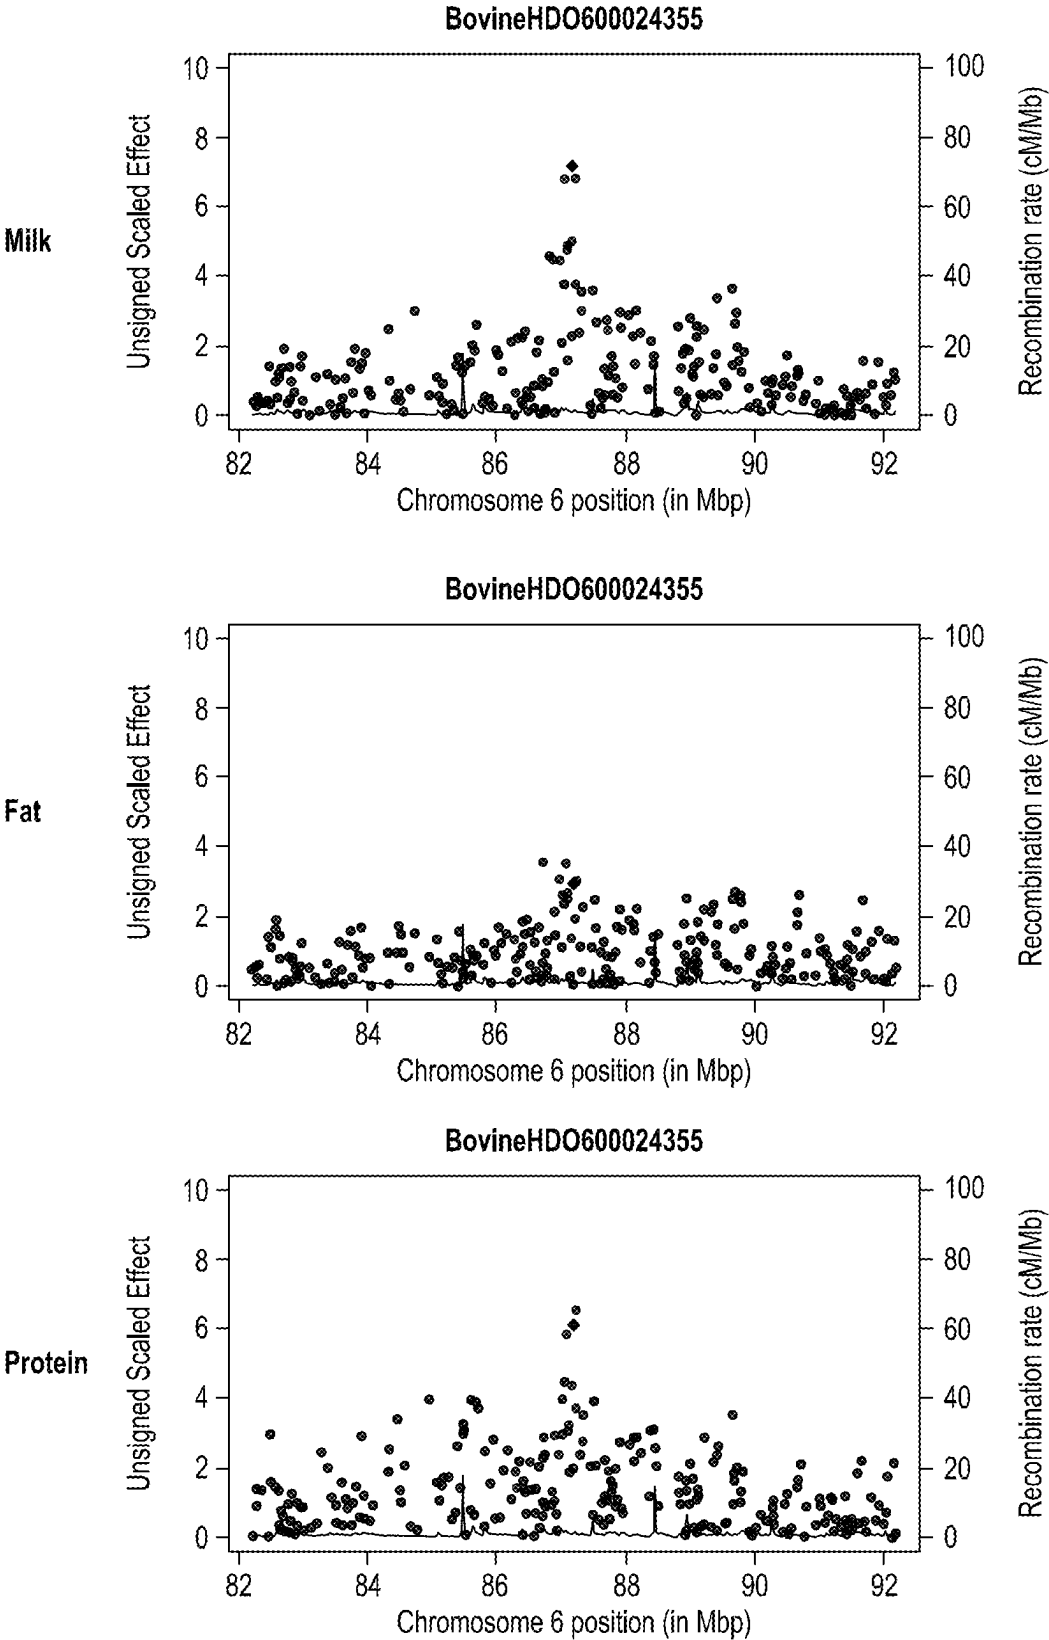 BovineHDO600024355
Milk
Unsigned Scaled Effect
10
8
6
4
2
0
100
80
60
40
20
0
Recombination rate (cM/Mb)
82 84 86 88 90 92
Chromosome 6 position (in Mbp)
BovineHDO600024355
Fat
Unsigned Scaled Effect
10
8
6
4
2
0
100
80
60
40
20
0
Recombination rate (cM/Mb)
82 84 86 88 90 92
Chromosome 6 position (in Mbp)
BovineHDO600024355
Protein
Unsigned Scaled Effect
10
8
6
4
2
0
100
80
60
40
20
0
Recombination rate (cM/Mb)
82 84 86 88 90 92
Chromosome 6 position (in Mbp)